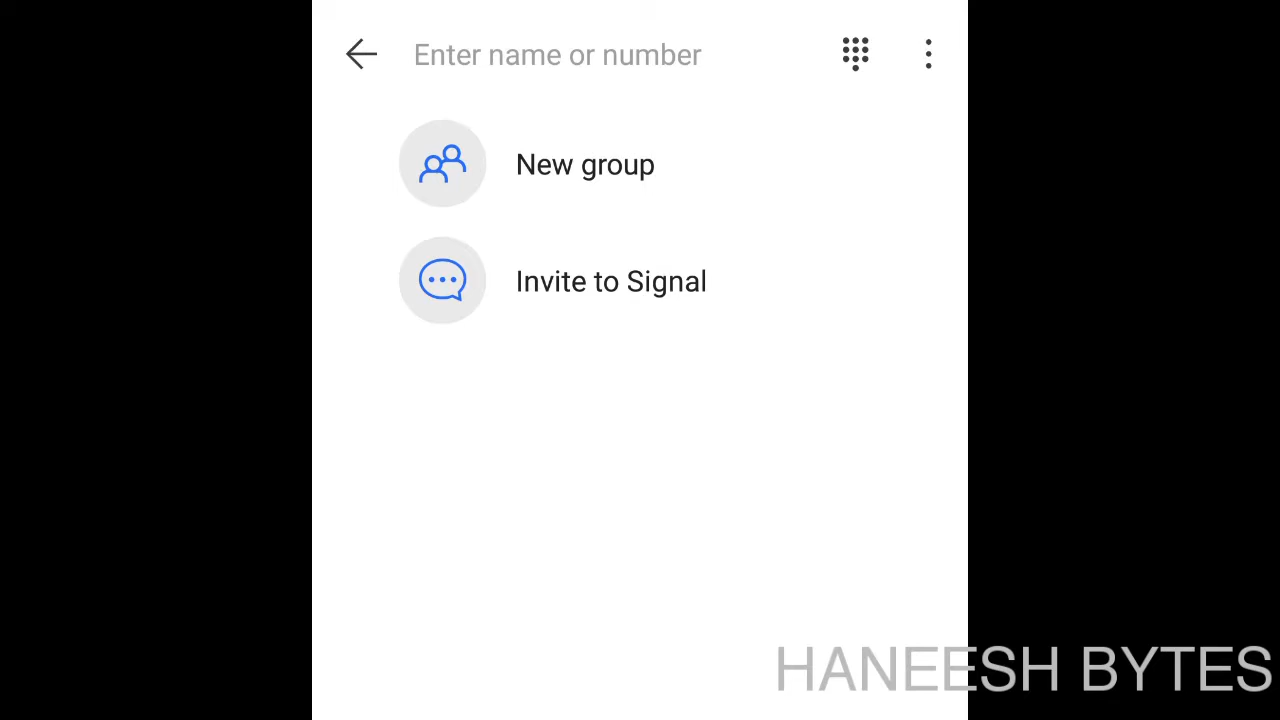 Enter name or number
New group
Invite to Signal
HANEESH BYTES